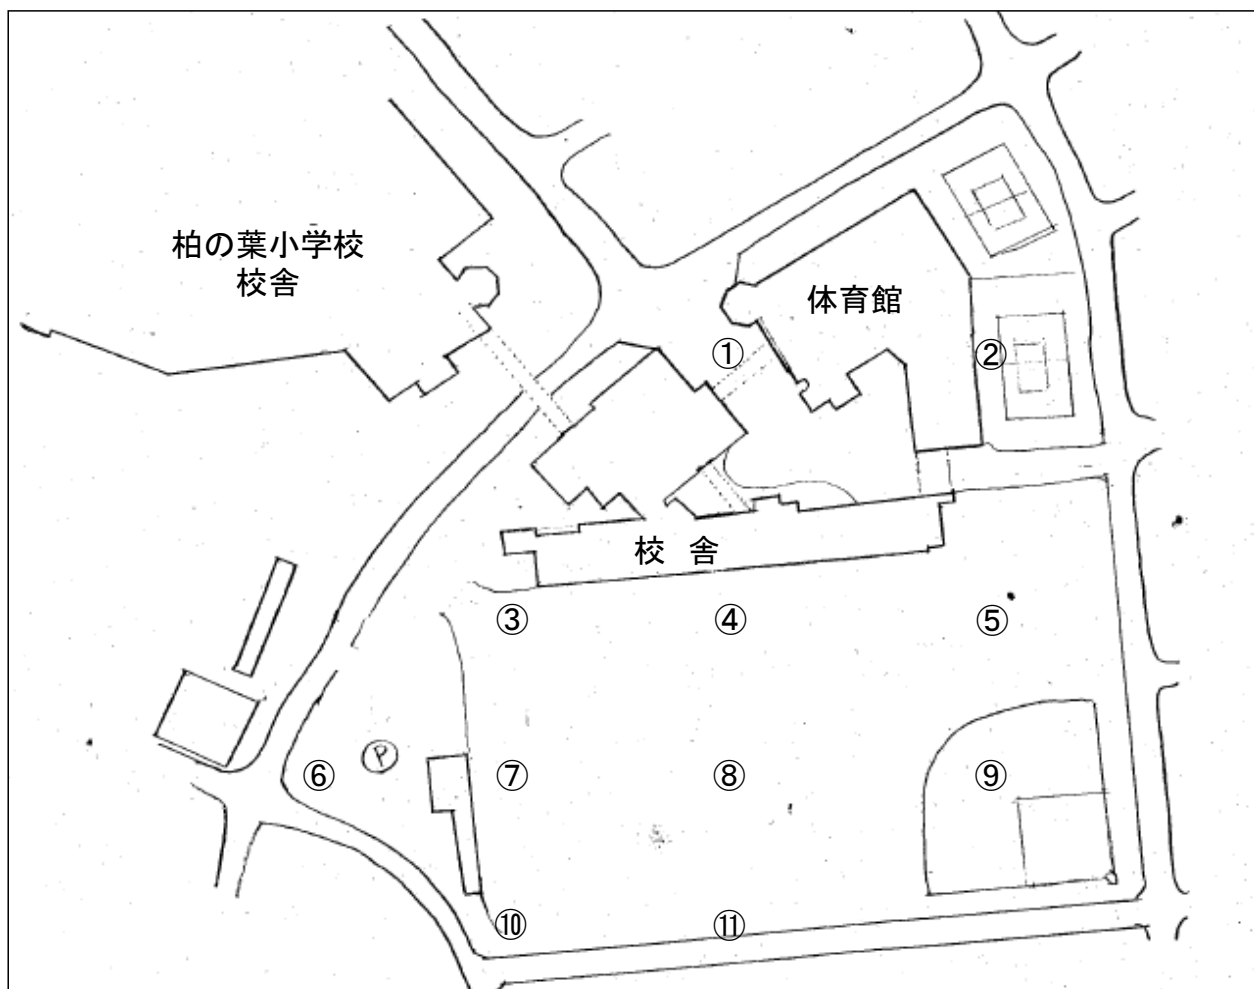 柏の葉小学校
校舎
体育館
①
②
校 舎
③
④
⑤
⑥
P
⑦
⑧
⑨
⑩
⑪